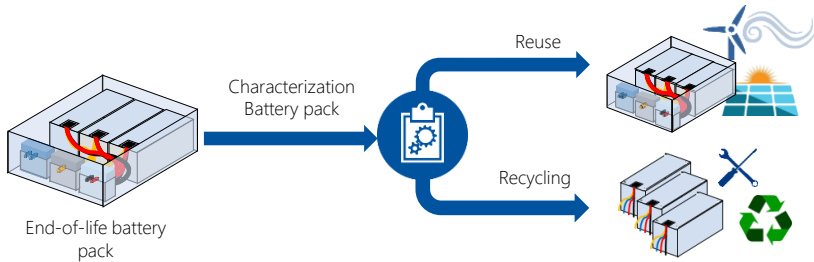 End-of-life battery
pack
Characterization
Battery pack
Reuse
Recycling